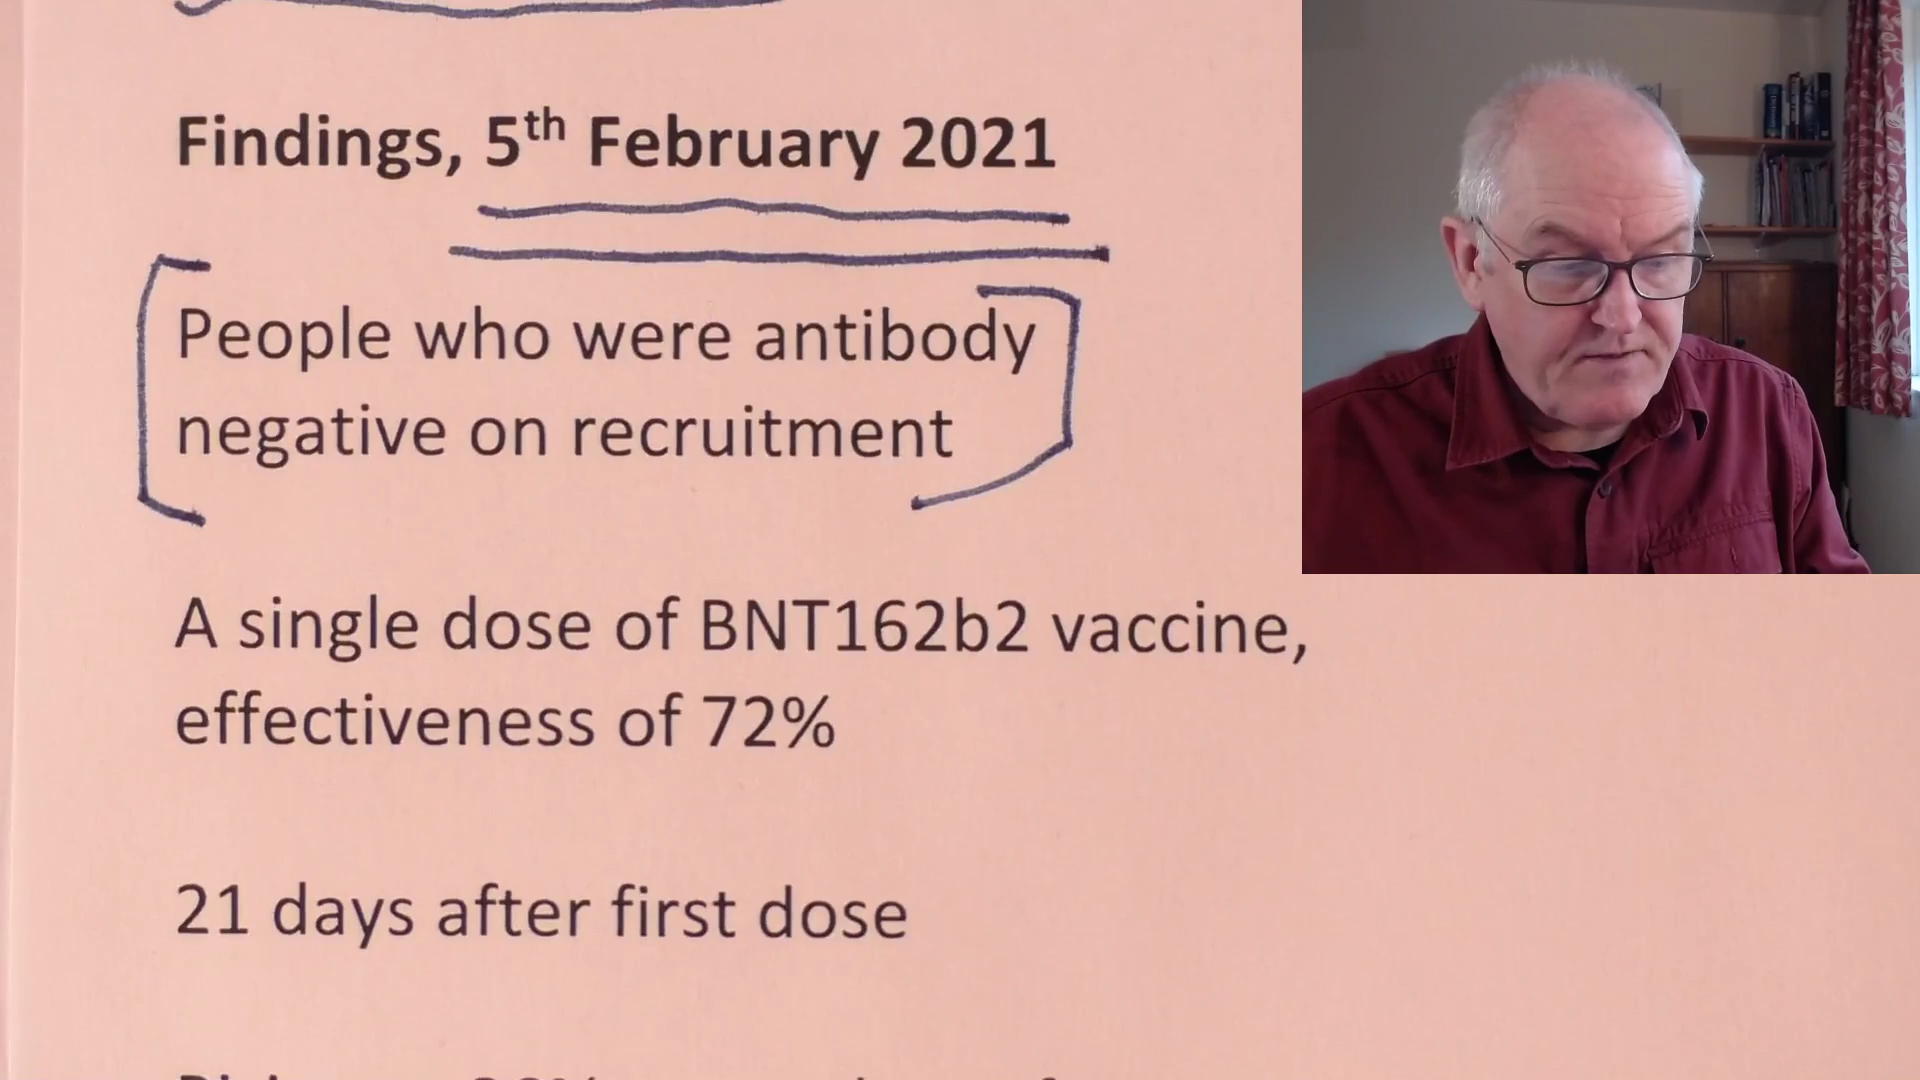 Findings, 5th February 2021
People who were antibody
negative on recruitment
A single dose of BNT162b2 vaccine,
effectiveness of 72%
21 days after first dose